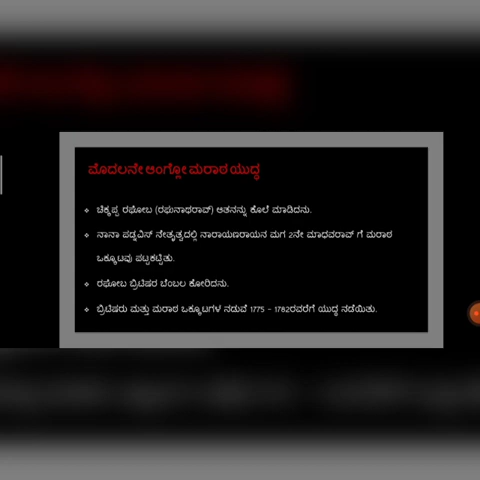 ಮೊದಲನೇ ಆಂಗ್ಲೋ ಮರಾಠ ಯುದ್ಧ
ಚಿಕ್ಕಪ್ಪ ರಘೋಬ (ರಘುನಾಥರಾವ್) ಆತನನ್ನು ಕೊಲೆ ಮಾಡಿದನು.
ನಾನಾ ಪಡ್ನವಿಸ್ ನೇತೃತ್ವದಲ್ಲಿ ನಾರಾಯಣರಾಯನ ಮಗ 2ನೇ ಮಾಧವರಾವ್ ಗೆ ಮರಾಠ
ಒಕ್ಕೂಟವು ಪಟ್ಟಕಟ್ಟಿತು.
ರಘೋಬ ಬ್ರಿಟಿಷರ ಬೆಂಬಲ ಕೋರಿದನು.
ಬ್ರಿಟಿಷರು ಮತ್ತು ಮರಾಠ ಒಕ್ಕೂಟಗಳ ನಡುವೆ 1775 - 1782ರವರೆಗೆ ಯುದ್ಧ ನಡೆಯಿತು.